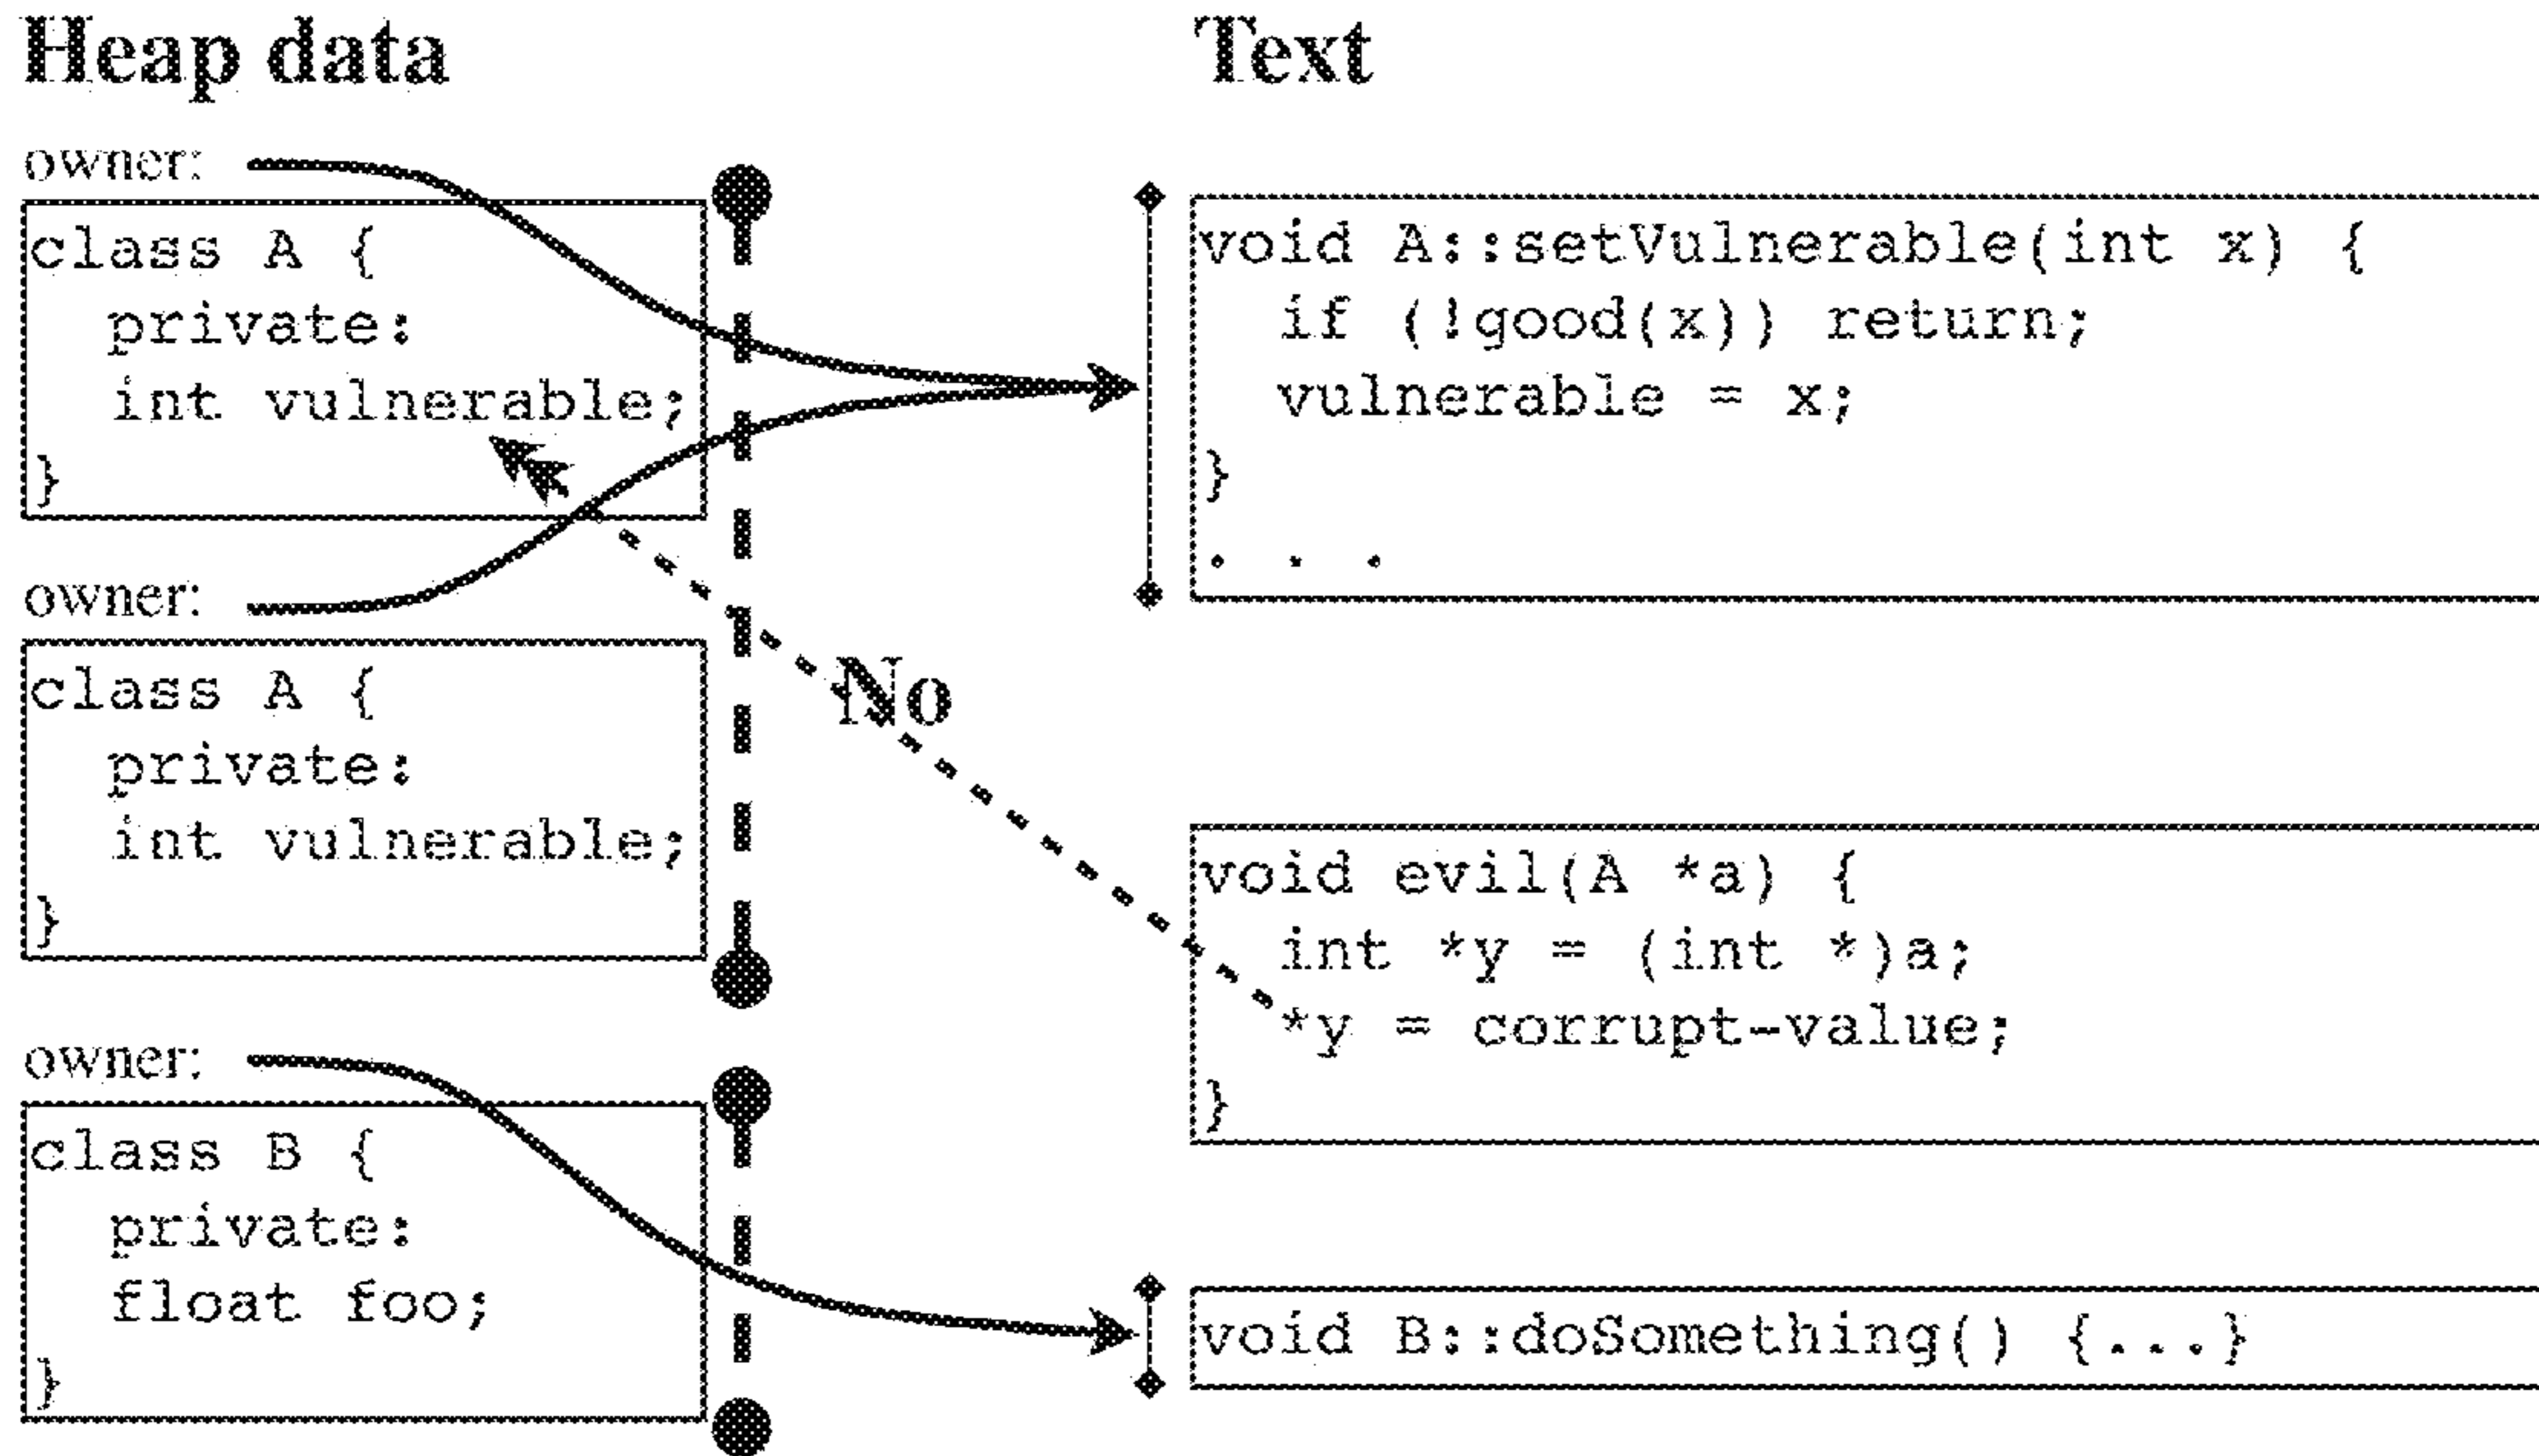 Heap data
owner:
class A {
private:
int vulnerable;
}
owner:
class A {
private:
int vulnerable;
}
owner:
class B {
private:
float foo;
}
No
Text
void A::setVulnerable(int x) {
if (!good(x)) return;
vulnerable = x;
}
. . .
void evil(A *a) {
int *y = (int *)a;
*y = corrupt-value;
}
void B::doSomething() {...}